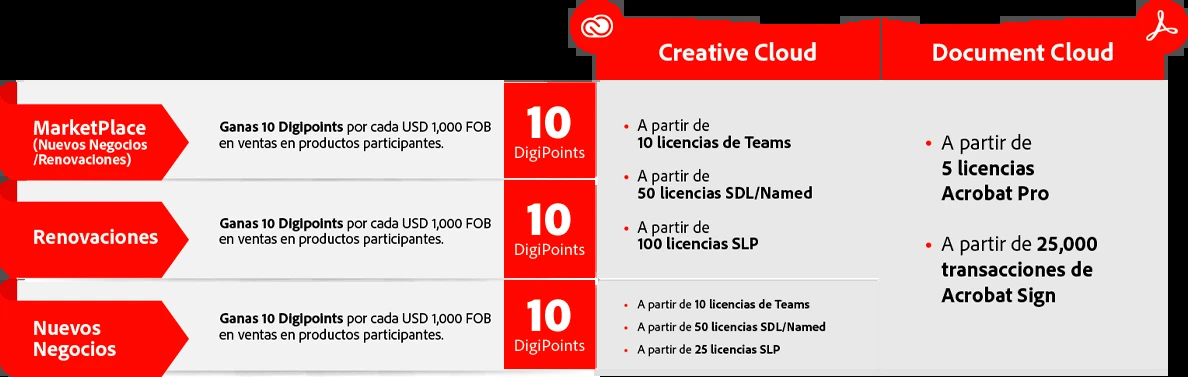 Creative Cloud
Document Cloud
MarketPlace
(Nuevos Negocios
/Renovaciones)
Ganas 10 Digipoints por cada USD 1,000 FOB
en ventas en productos participantes.
10
DigiPoints
Renovaciones
Ganas 10 Digipoints por cada USD 1,000 FOB
en ventas en productos participantes.
10
DigiPoints
• A partir de
10 licencias de Teams
• A partir de
50 licencias SDL/Named
• A partir de
100 licencias SLP
Nuevos
Negocios
Ganas 10 Digipoints por cada USD 1,000 FOB
en ventas en productos participantes.
10
DigiPoints
• A partir de 10 licencias de Teams
• A partir de 50 licencias SDL/Named
• A partir de 25 licencias SLP
• A partir de
5 licencias
Acrobat Pro
• A partir de 25,000
transacciones de
Acrobat Sign